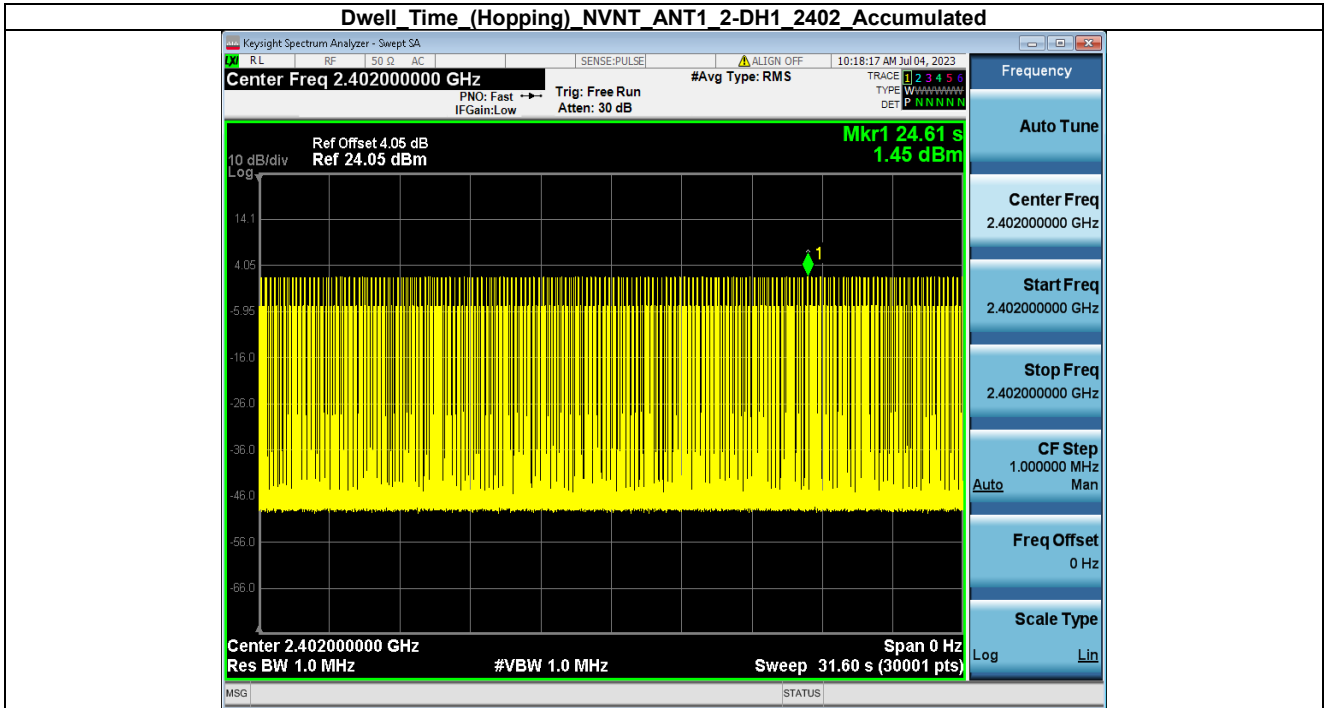 Dwell_Time_(Hopping)_NVNT_ANT1_2-DH1_2402_Accumulated
Keysight Spectrum Analyzer - Swept SA
LXI RL RF 50 Ω AC SENSE:PULSE ALIGN OFF 10:18:17 AM Jul 04, 2023
Center Freq 2.402000000 GHz #Avg Type: RMS TRACE 1 2 3 4 5 6
PNO: Fast Trig: Free Run TYPE WWWWWW
IFGain:Low Atten: 30 dB DET P N N N N N
Mkr1 24.61 s
1.45 dBm
Ref Offset 4.05 dB
10 dB/div Ref 24.05 dBm
Log
14.1
4.05
-5.95
-16.0
-26.0
-36.0
-46.0
-56.0
-66.0
1
Center 2.402000000 GHz Span 0 Hz
Res BW 1.0 MHz #VBW 1.0 MHz Sweep 31.60 s (30001 pts)
MSG STATUS
Frequency
Auto Tune
Center Freq
2.402000000 GHz
Start Freq
2.402000000 GHz
Stop Freq
2.402000000 GHz
CF Step
1.000000 MHz
Auto Man
Freq Offset
0 Hz
Scale Type
Log Lin